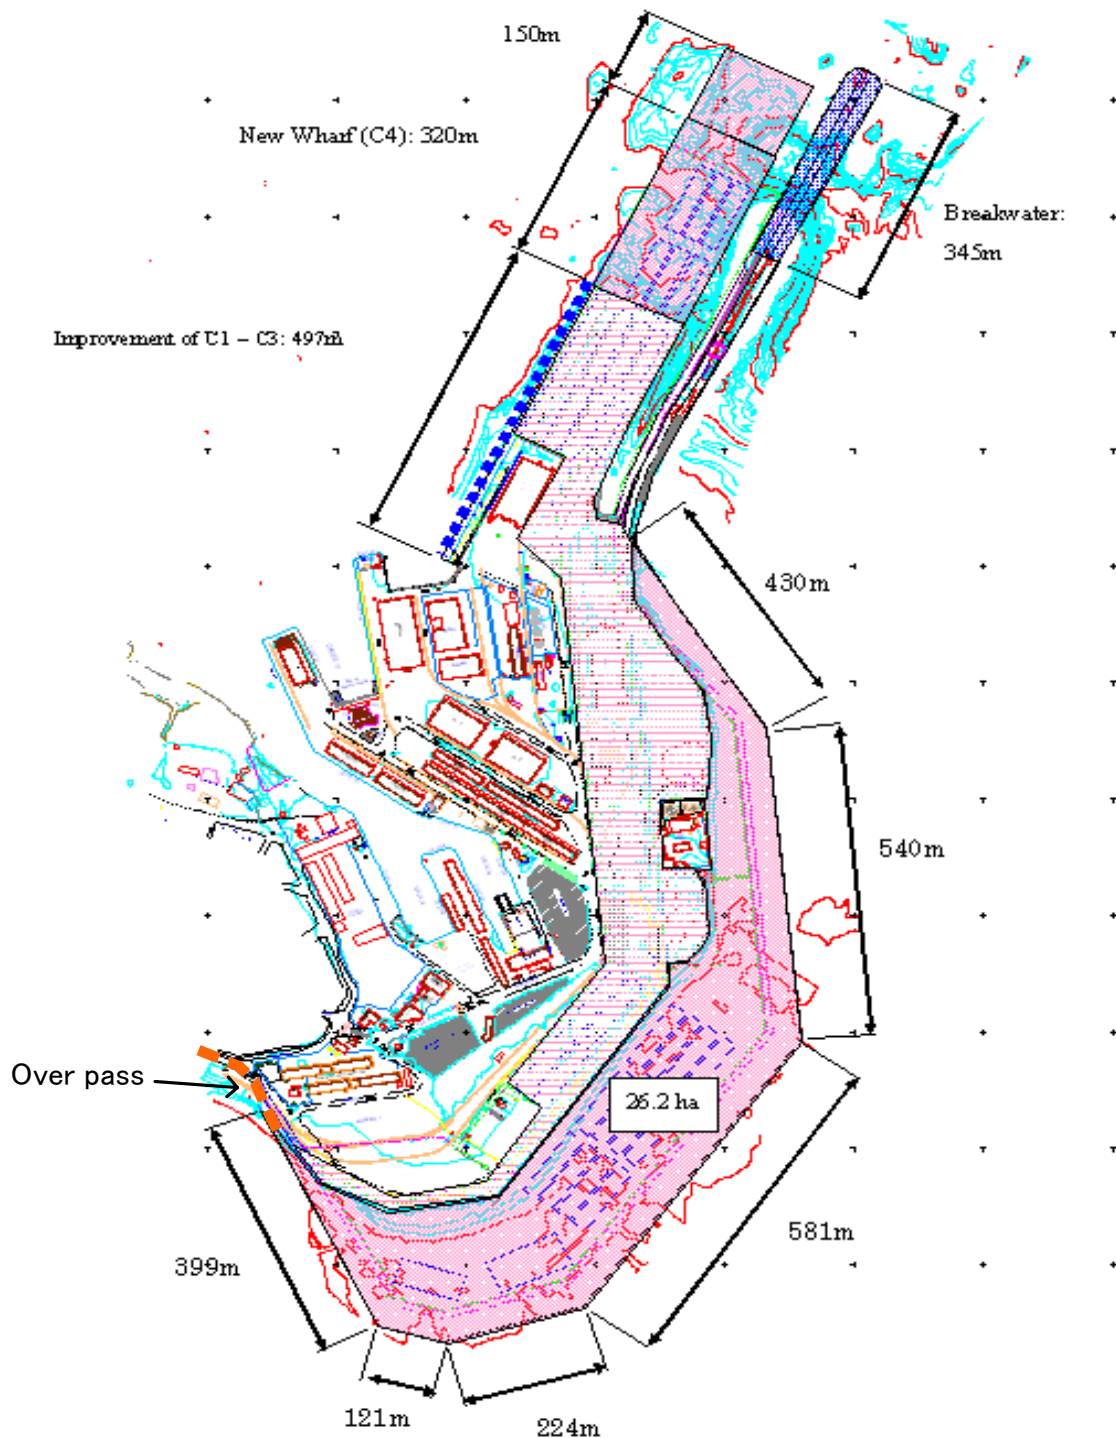 150m
New Wharf (C4): 320m
Breakwater:
345m
Improvement of C1 – C3: 497m
430m
540m
Over pass
26.2 ha
581m
399m
121m
224m